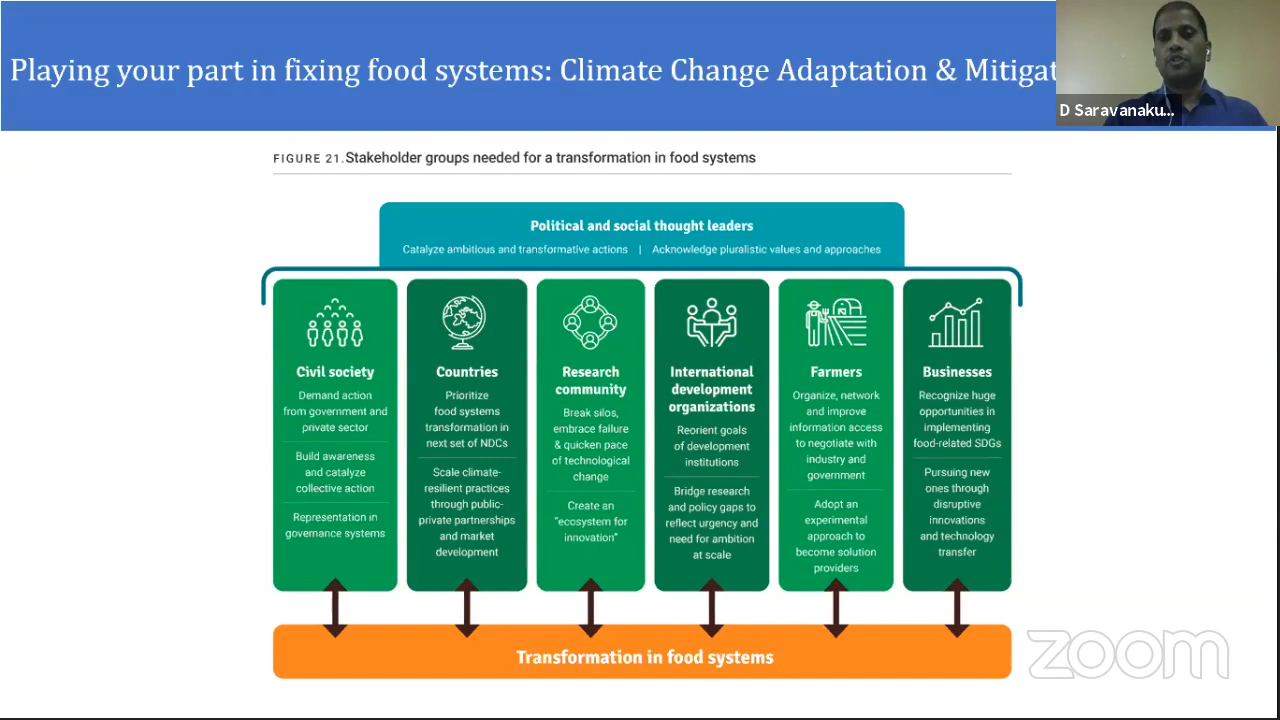 Playing your part in fixing food systems: Climate Change Adaptation & Mitigat
D Saravanaku...
FIGURE 21. Stakeholder groups needed for a transformation in food systems
Political and social thought leaders
Catalyze ambitious and transformative actions | Acknowledge pluralistic values and approaches
Civil society
Demand action
from government and
private sector
Build awareness
and catalyze
collective action
Representation in
governance systems
Countries
Prioritize
food systems
transformation in
next set of NDCs
Scale climate-
resilient practices
through public-
private partnerships
and market
development
Research
community
Break silos,
embrace failure
& quicken pace
of technological
change
Create an
"ecosystem for
innovation"
International
development
organizations
Reorient goals
of development
institutions
Bridge research
and policy gaps to
reflect urgency and
need for ambition
at scale
Farmers
Organize, network
and improve
information access
to negotiate with
industry and
government
Adopt an
experimental
approach to
become solution
providers
Businesses
Recognize huge
opportunities in
implementing
food-related SDGs
Pursuing new
ones through
disruptive
innovations
and technology
transfer
Transformation in food systems
zoom